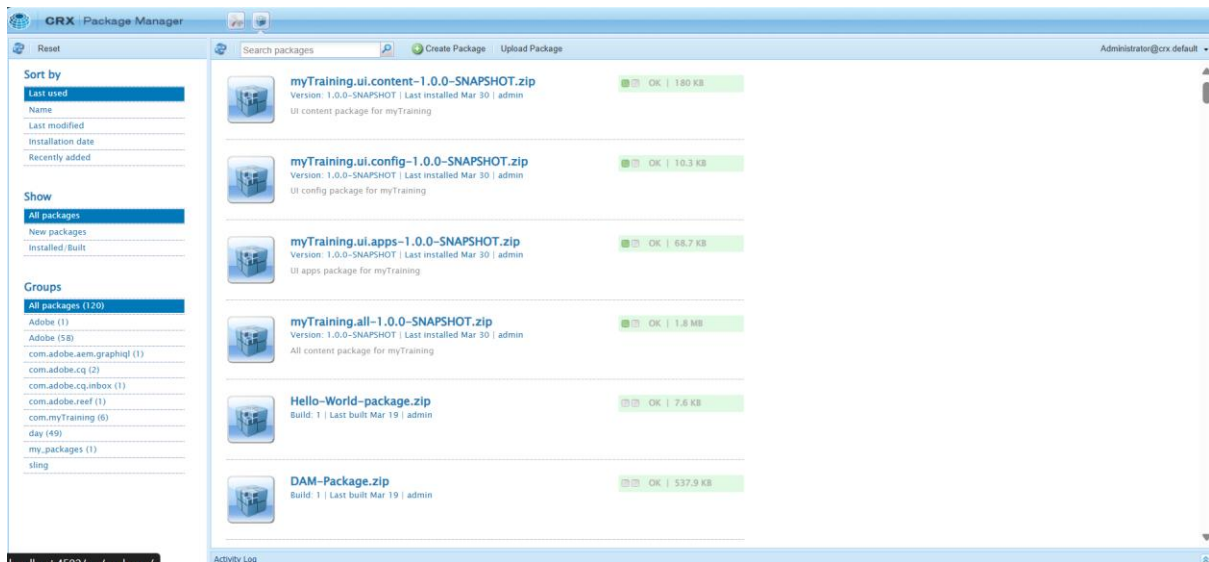 CRX Package Manager
Reset
Sort by
Last used
Name
Last modified
Installation date
Recently added
Show
All packages
New packages
Installed/Built
Groups
All packages (120)
Adobe (1)
Adobe (58)
com.adobe.aem.graphiql (1)
com.adobe.cq (2)
com.adobe.cq.inbox (1)
com.adobe.reef (1)
com.myTraining (6)
day (49)
my_packages (1)
sling
Search packages Create Package Upload Package Administrator@crx.default
myTraining.ui.content-1.0.0-SNAPSHOT.zip
Version: 1.0.0-SNAPSHOT | Last installed Mar 30 | admin
UI content package for myTraining
OK | 180 KB
myTraining.ui.config-1.0.0-SNAPSHOT.zip
Version: 1.0.0-SNAPSHOT | Last installed Mar 30 | admin
UI config package for myTraining
OK | 10.3 KB
myTraining.ui.apps-1.0.0-SNAPSHOT.zip
Version: 1.0.0-SNAPSHOT | Last installed Mar 30 | admin
UI apps package for myTraining
OK | 68.7 KB
myTraining.all-1.0.0-SNAPSHOT.zip
Version: 1.0.0-SNAPSHOT | Last installed Mar 30 | admin
All content package for myTraining
OK | 1.8 MB
Hello-World-package.zip
Build: 1 | Last built Mar 19 | admin
OK | 7.6 KB
DAM-Package.zip
Build: 1 | Last built Mar 19 | admin
OK | 537.9 KB
Activity Log